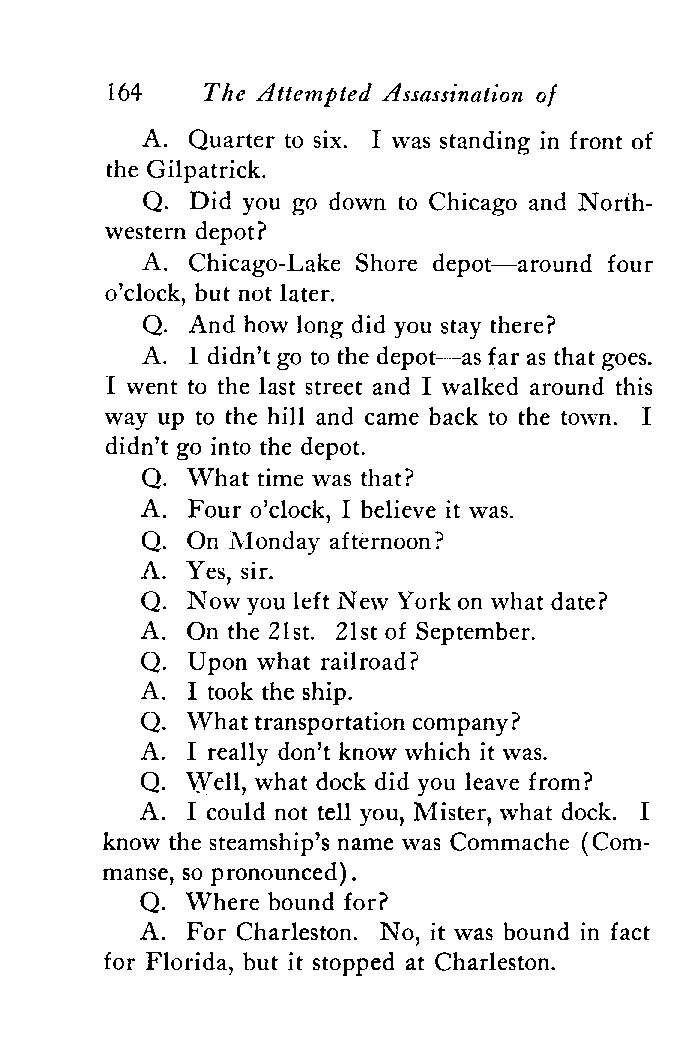 164 The Attempted Assassination of
A. Quarter to six. I was standing in front of
the Gilpatrick.
Q. Did you go down to Chicago and North-
western depot?
A. Chicago-Lake Shore depot—around four
o'clock, but not later.
Q. And how long did you stay there?
A. I didn't go to the depot—as far as that goes.
I went to the last street and I walked around this
way up to the hill and came back to the town. I
didn't go into the depot.
Q. What time was that?
A. Four o'clock, I believe it was.
Q. On Monday afternoon?
A. Yes, sir.
Q. Now you left New York on what date?
A. On the 21st. 21st of September.
Q. Upon what railroad?
A. I took the ship.
Q. What transportation company?
A. I really don't know which it was.
Q. Well, what dock did you leave from?
A. I could not tell you, Mister, what dock. I
know the steamship's name was Commache (Com-
manse, so pronounced).
Q. Where bound for?
A. For Charleston. No, it was bound in fact
for Florida, but it stopped at Charleston.